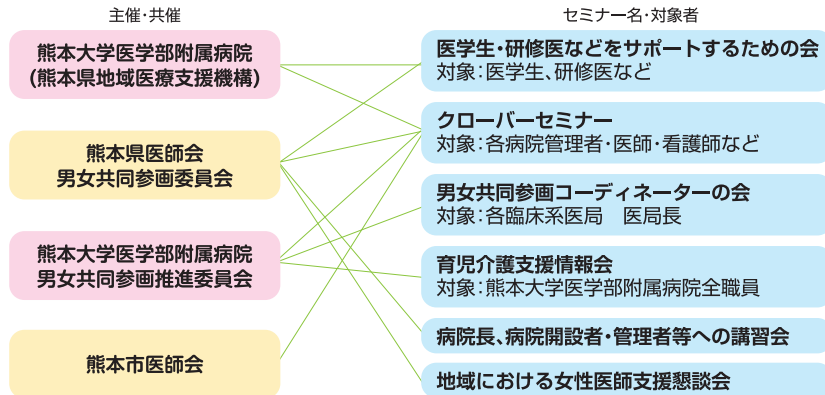 主催・共催
熊本大学医学部附属病院
(熊本県地域医療支援機構)
熊本県医師会
男女共同参画委員会
熊本大学医学部附属病院
男女共同参画推進委員会
熊本市医師会
セミナー名・対象者
医学生・研修医などをサポートするための会
対象:医学生、研修医など
クローバーセミナー
対象:各病院管理者・医師・看護師など
男女共同参画コーディネーターの会
対象:各臨床系医局　医局長
育児介護支援情報会
対象:熊本大学医学部附属病院全職員
病院長、病院開設者・管理者等への講習会
地域における女性医師支援懇談会